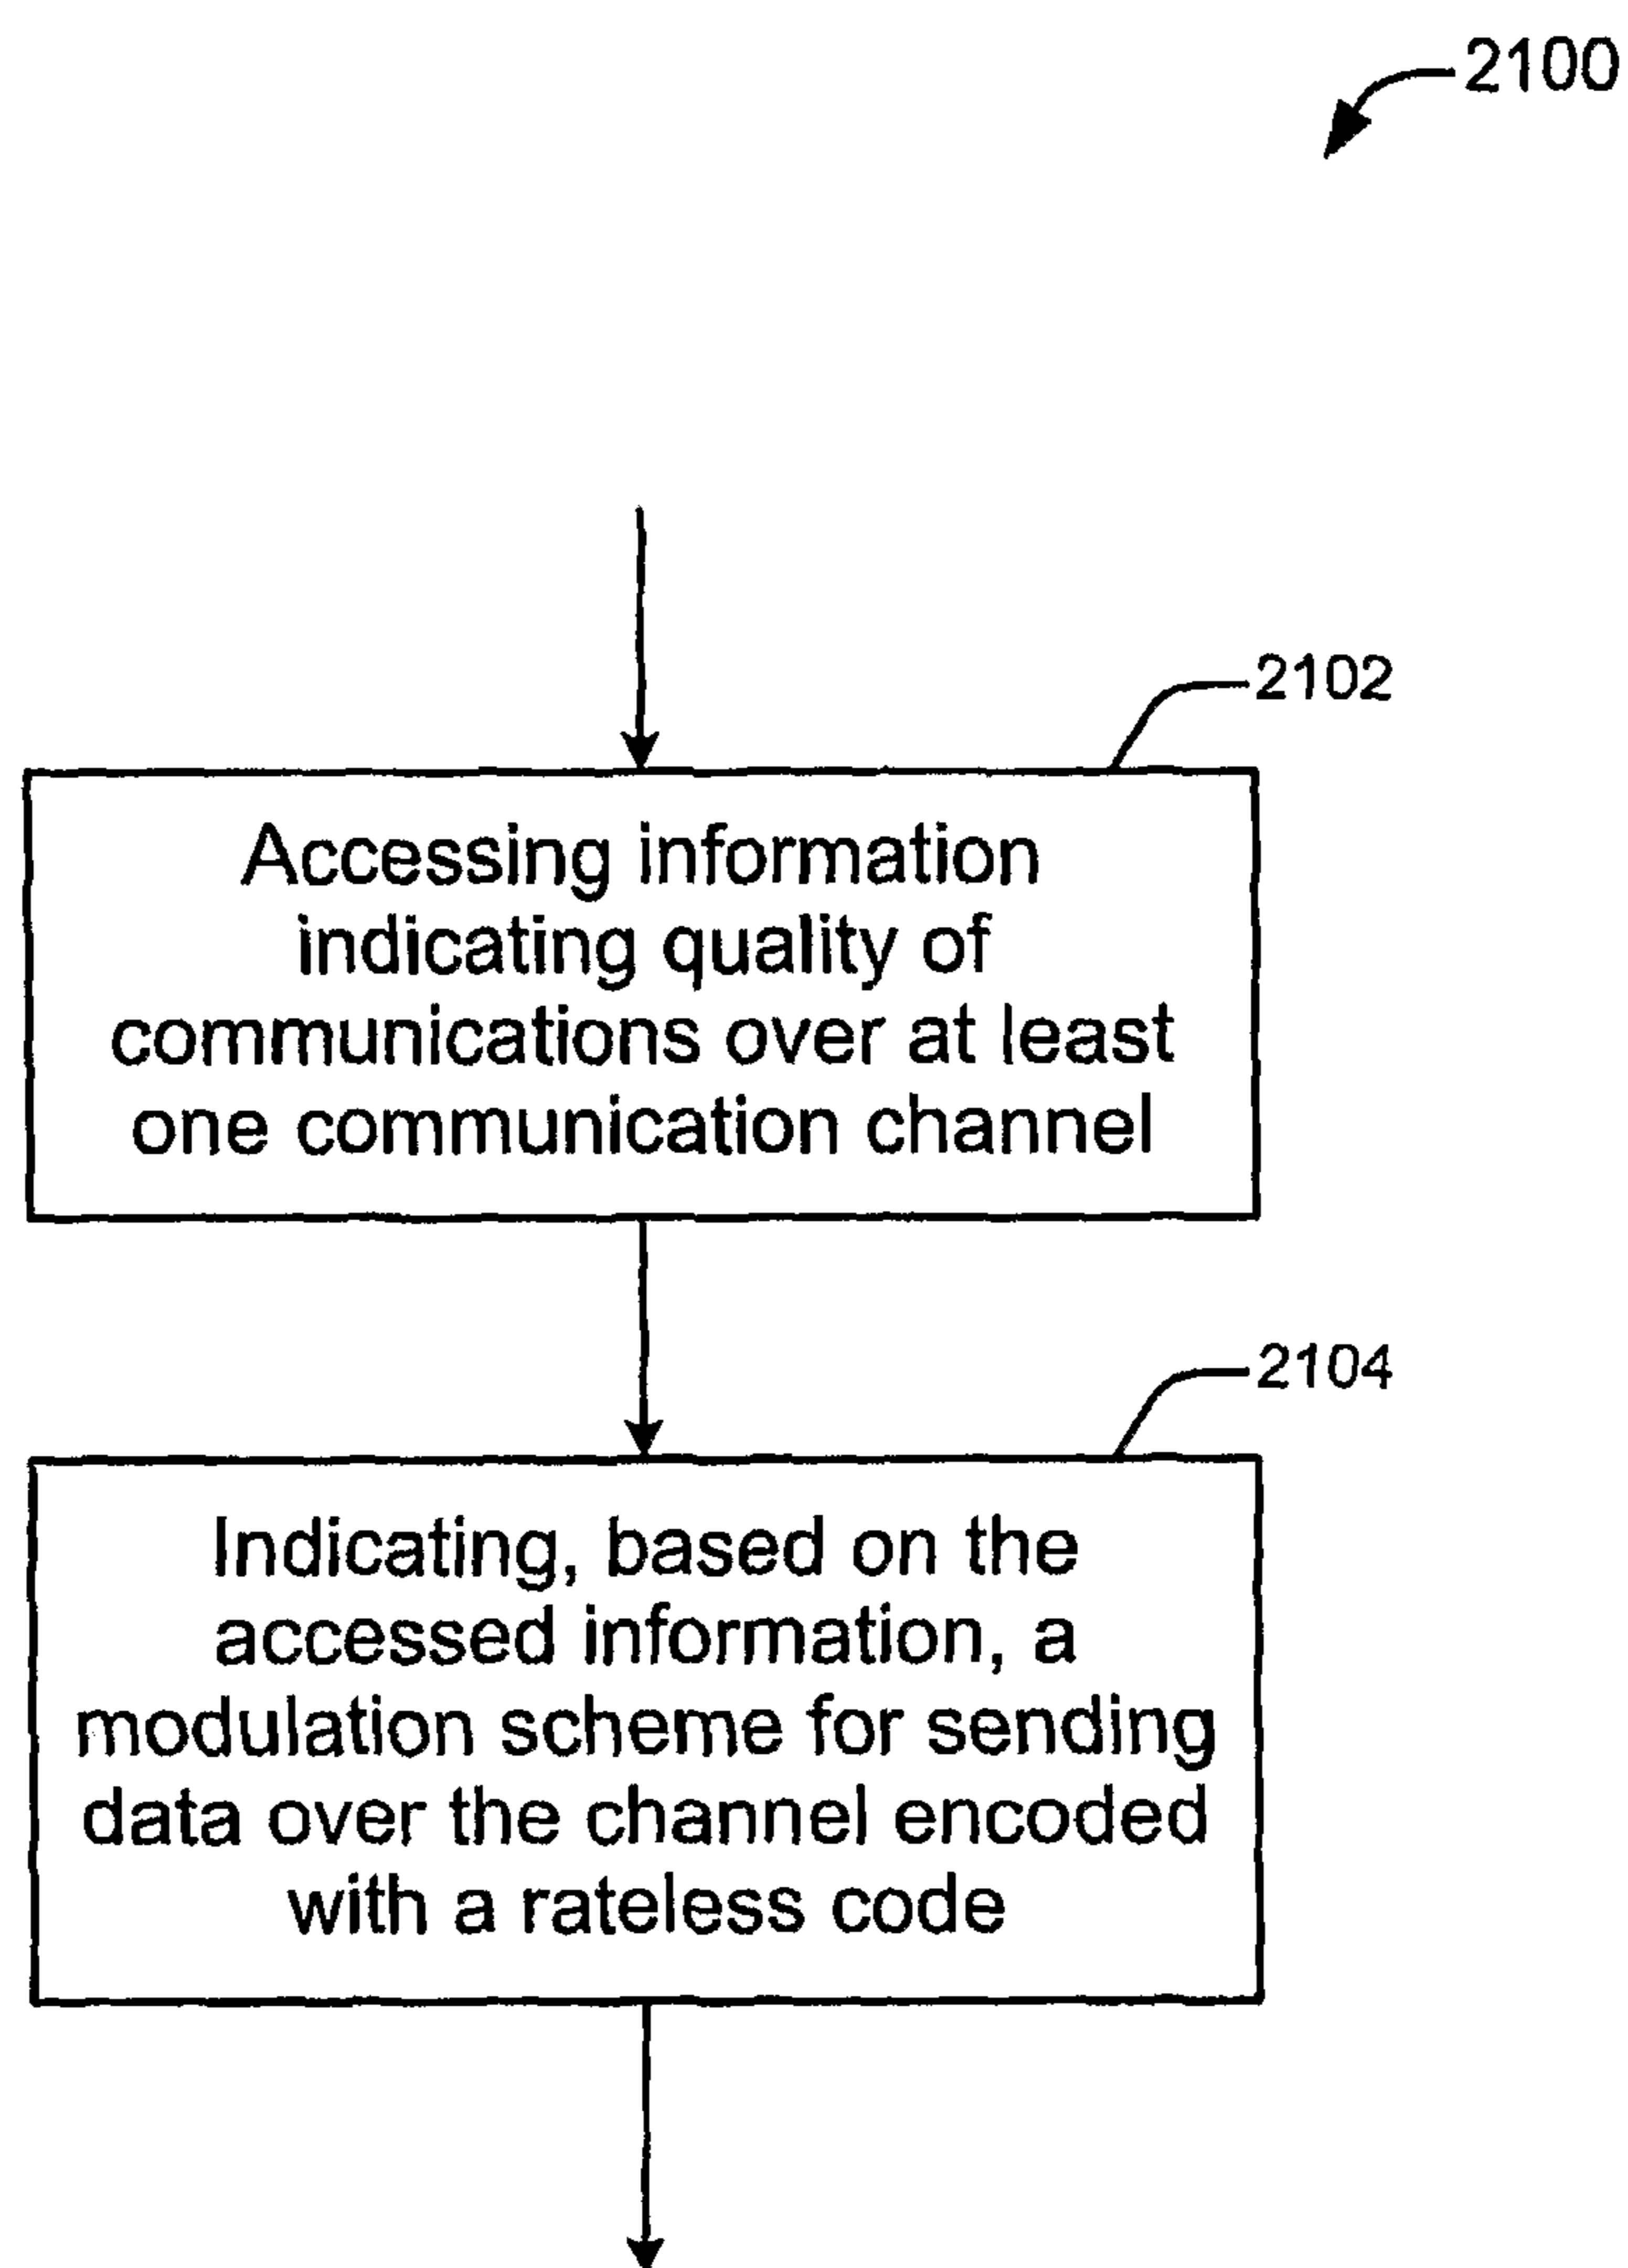 2100
2102
Accessing information
indicating quality of
communications over at least
one communication channel
2104
Indicating, based on the
accessed information, a
modulation scheme for sending
data over the channel encoded
with a rateless code